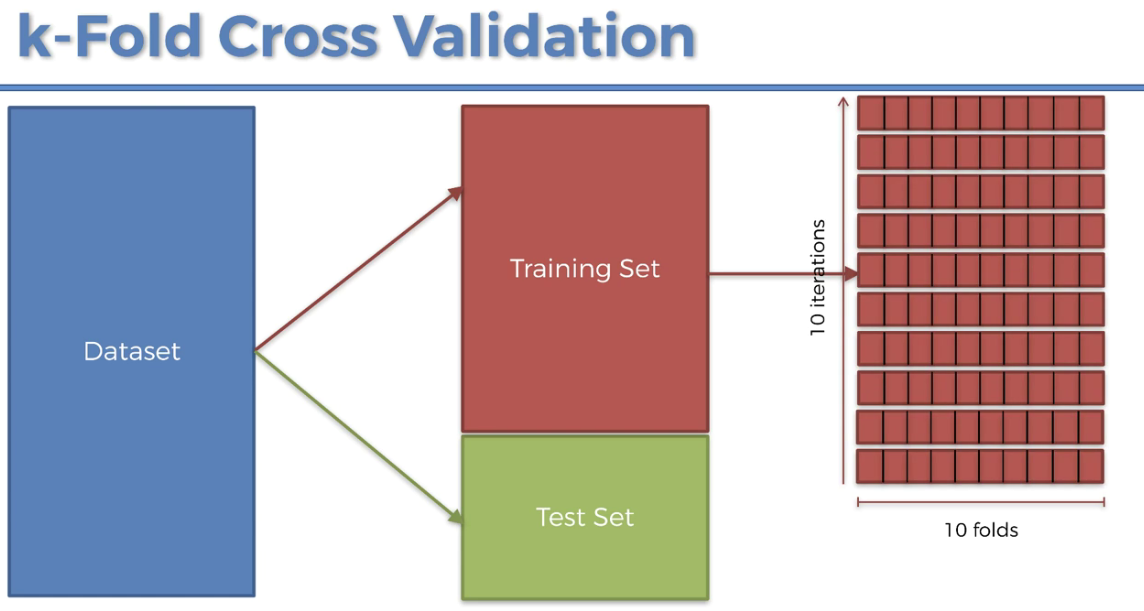 k-Fold Cross Validation
Dataset
Training Set
Test Set
10 iterations
10 folds